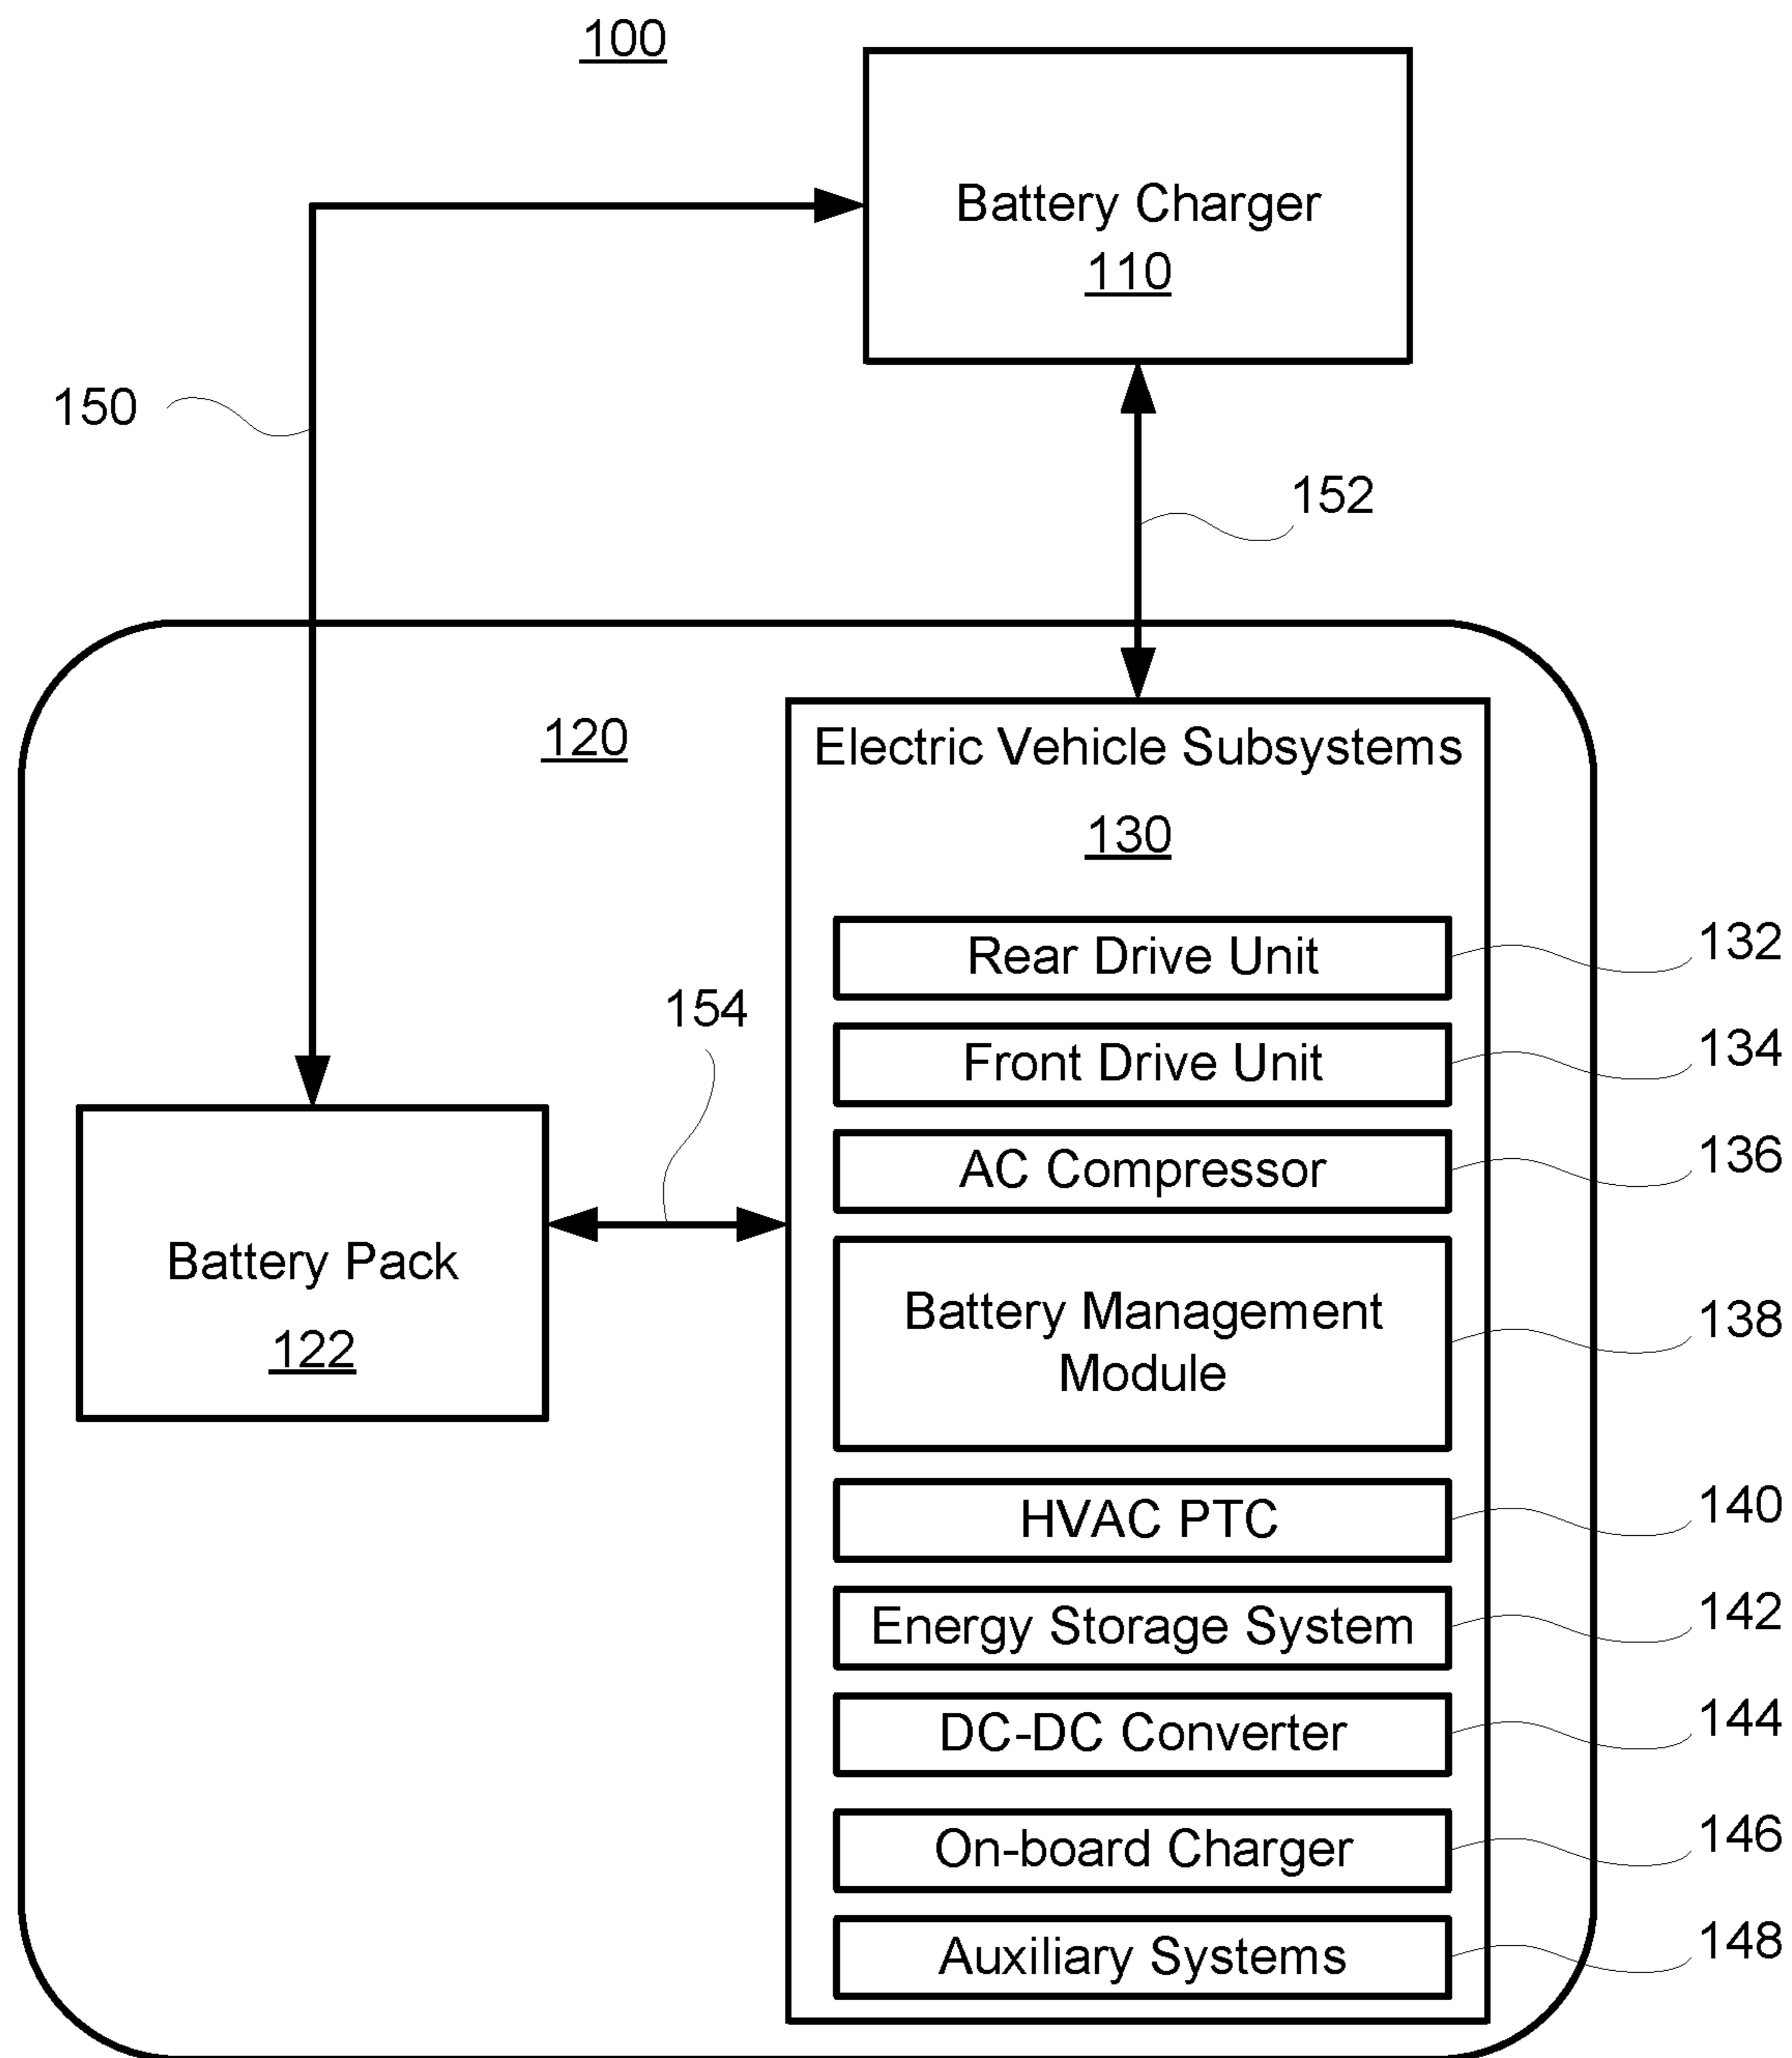 100
Battery Charger
110
150
152
120
Electric Vehicle Subsystems
130
Rear Drive Unit
132
Front Drive Unit
134
154
AC Compressor
136
Battery Pack
122
Battery Management
Module
138
HVAC PTC
140
Energy Storage System
142
DC-DC Converter
144
On-board Charger
146
Auxiliary Systems
148